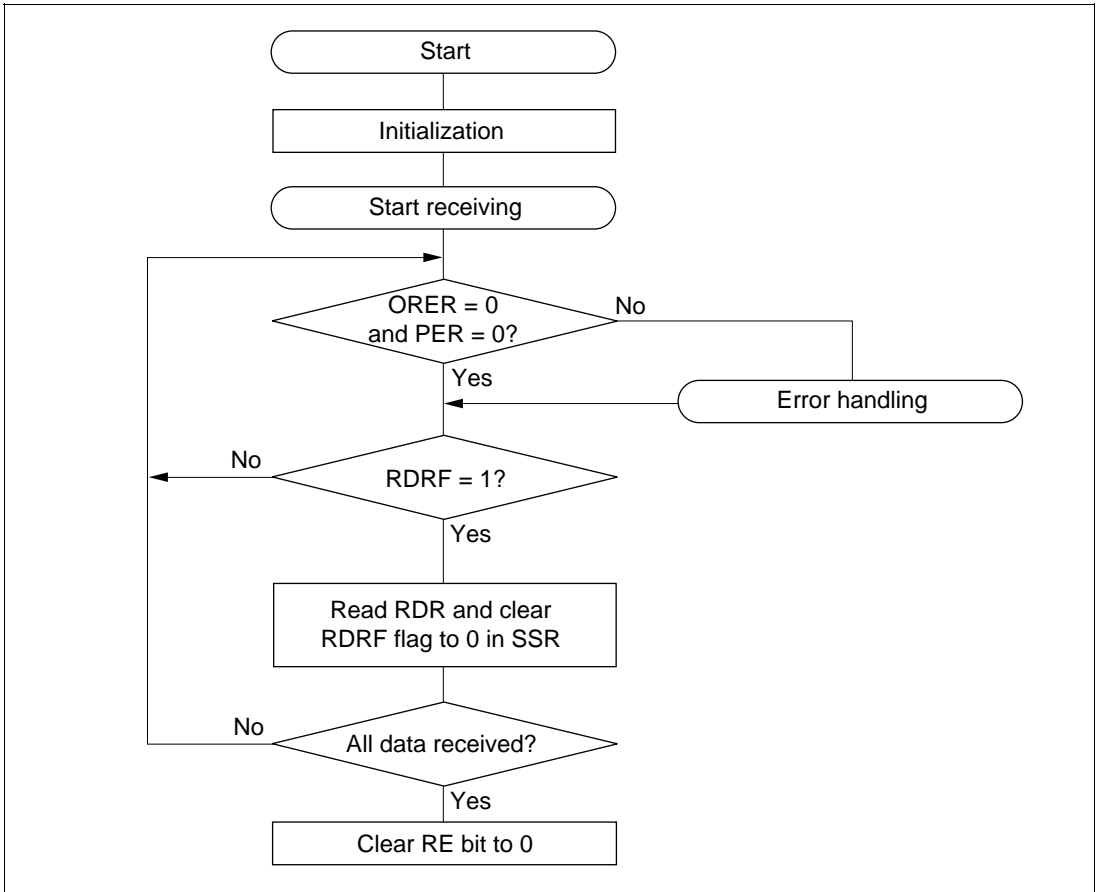 Start
Initialization
Start receiving
ORER = 0
and PER = 0?
No
Yes
Error handling
No
RDRF = 1?
Yes
Read RDR and clear
RDRF flag to 0 in SSR
No
All data received?
Yes
Clear RE bit to 0